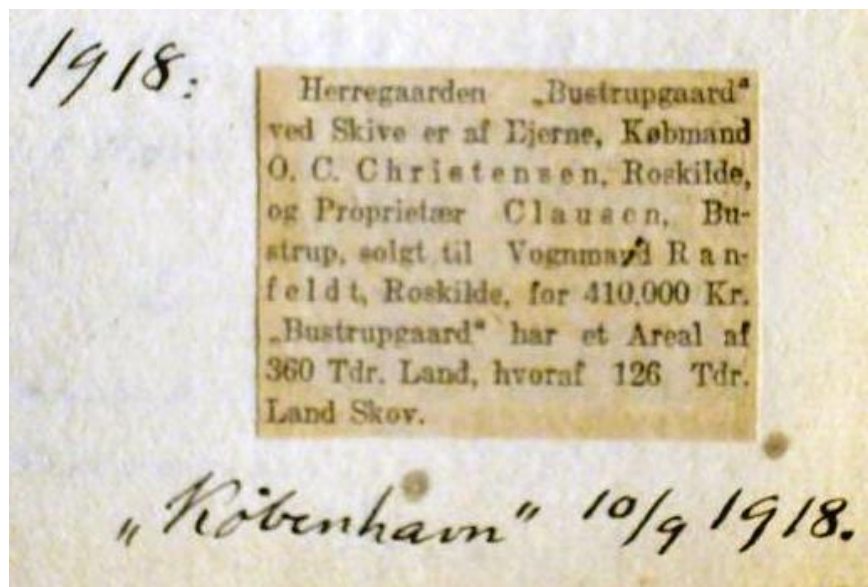 1918:
Herregaarden „Bustrupgaard“
ved Skive er af Ejerne, Købmand
O. C. Christensen, Roskilde,
og Proprietær Clausen, Bu-
strup, solgt til Vognmand Ran-
feldt, Roskilde, for 410,000 Kr.
„Bustrupgaard“ har et Areal af
360 Tdr. Land, hvoraf 126 Tdr.
Land Skov.
„København“ 10/9 1918.